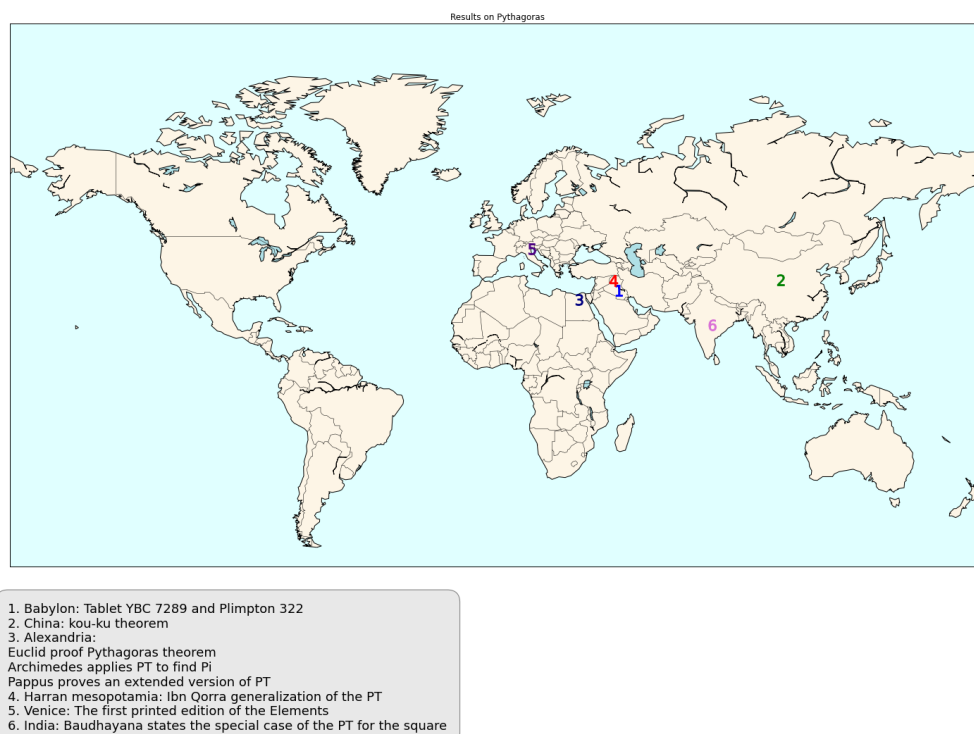 Results on Pythagoras
5
4
1
3
2
6
1. Babylon: Tablet YBC 7289 and Plimpton 322
2. China: kou-ku theorem
3. Alexandria:
Euclid proof Pythagoras theorem
Archimedes applies PT to find Pi
Pappus proves an extended version of PT
4. Harran mesopotamia: Ibn Qorra generalization of the PT
5. Venice: The first printed edition of the Elements
6. India: Baudhayana states the special case of the PT for the square